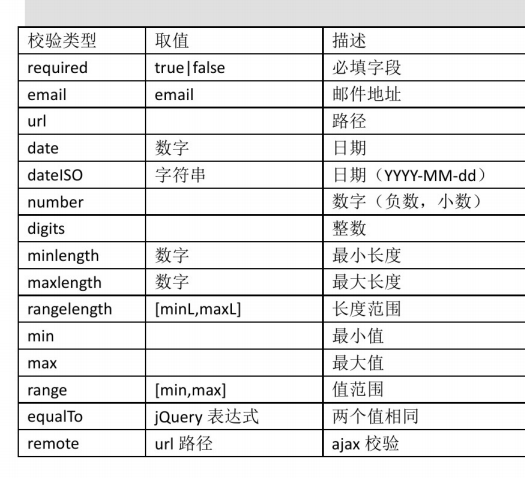 校验类型 取值 描述
required true|false 必填字段
email email 邮件地址
url 路径
date 数字 日期
dateISO 字符串 日期（YYYY-MM-dd）
number 数字（负数，小数）
digits 整数
minlength 数字 最小长度
maxlength 数字 最大长度
rangelength [minL,maxL] 长度范围
min 最小值
max 最大值
range [min,max] 值范围
equalTo jQuery 表达式 两个值相同
remote url 路径 ajax 校验